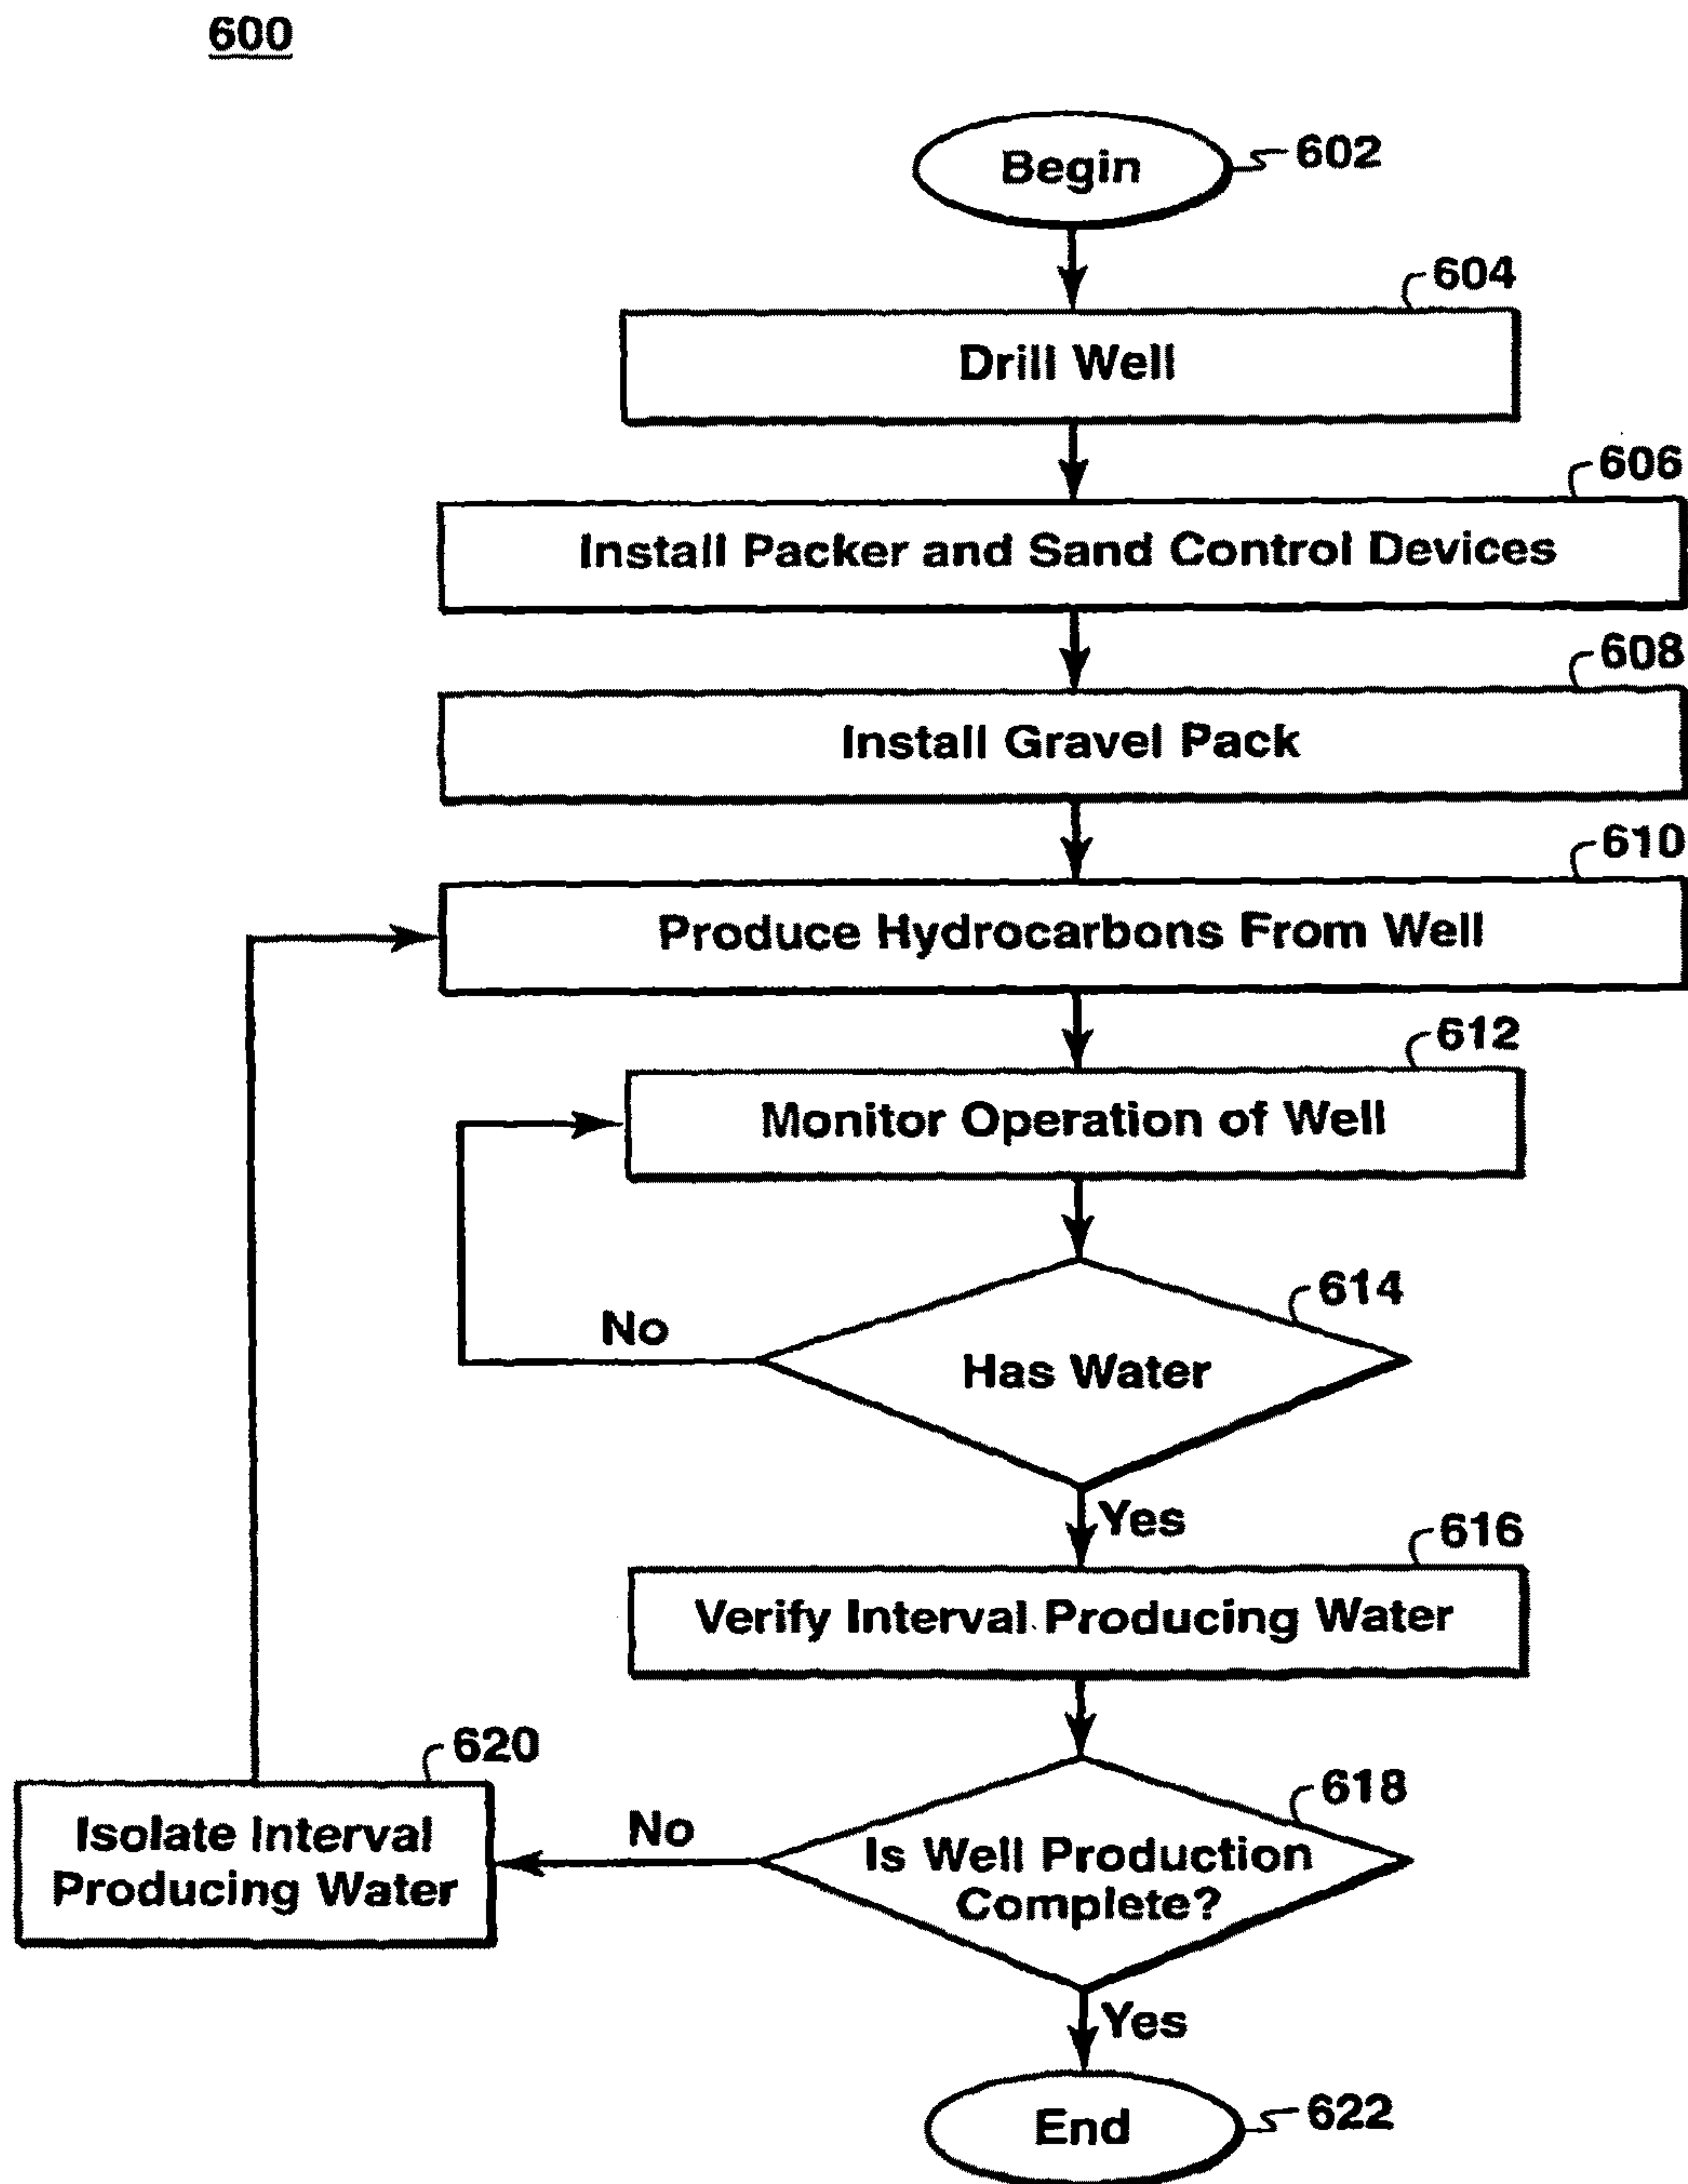 600
Begin
602
604
Drill Well
606
Install Packer and Sand Control Devices
608
Install Gravel Pack
610
Produce Hydrocarbons From Well
612
Monitor Operation of Well
614
No
Has Water
Yes
616
Verify Interval Producing Water
620
618
Isolate Interval
Producing Water
No
Is Well Production
Complete?
Yes
End
622